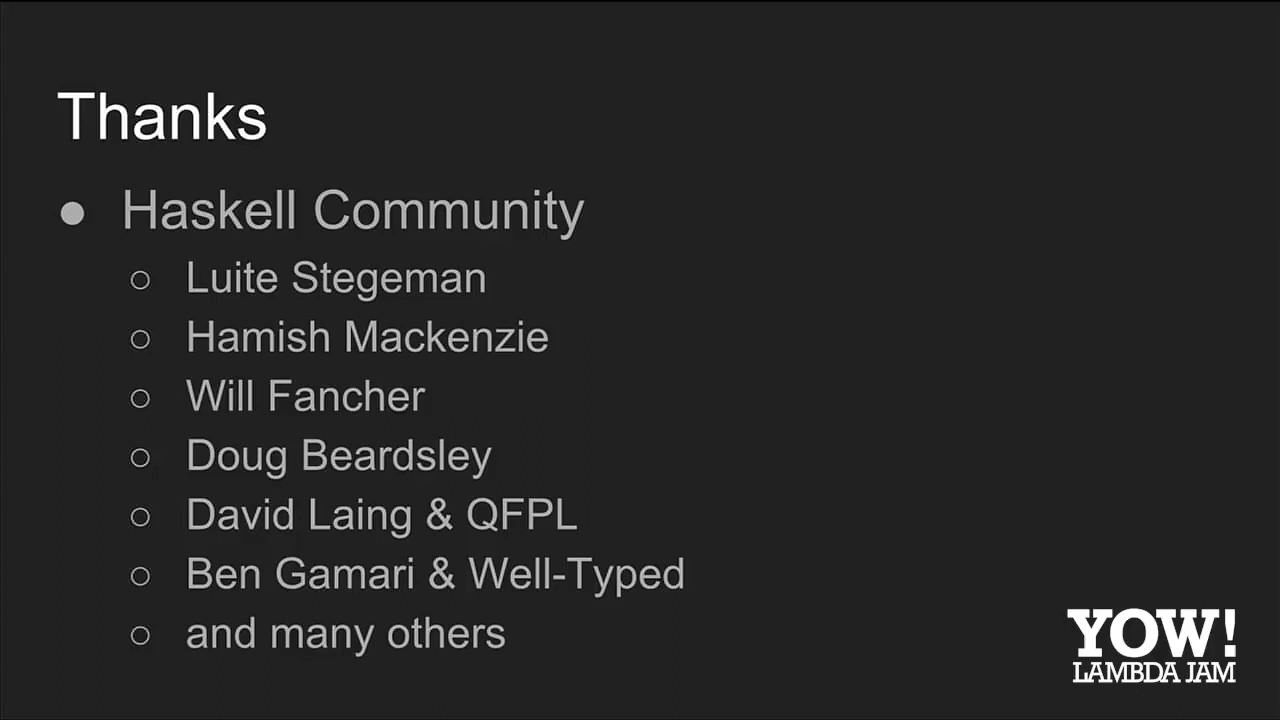 Thanks
● Haskell Community
○ Luite Stegeman
○ Hamish Mackenzie
○ Will Fancher
○ Doug Beardsley
○ David Laing & QFPL
○ Ben Gamari & Well-Typed
○ and many others
YOW!
LAMBDA JAM